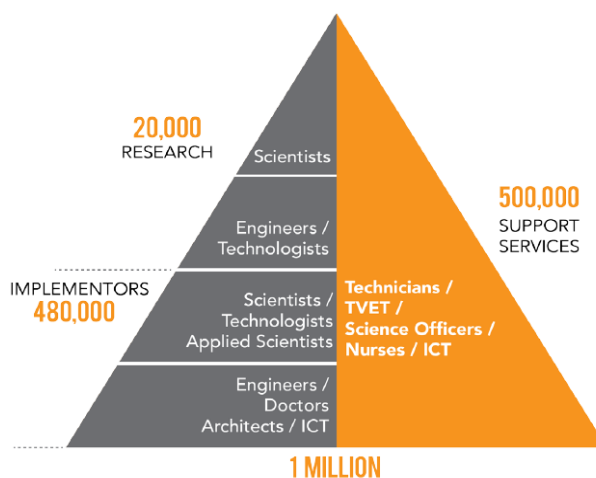 20,000
RESEARCH
Scientists
500,000
SUPPORT
SERVICES
Engineers /
Technologists
IMPLEMENTORS
480,000
Scientists /
Technologists
Applied Scientists
Technicians /
TVET /
Science Officers /
Nurses / ICT
Engineers /
Doctors
Architects / ICT
1 MILLION